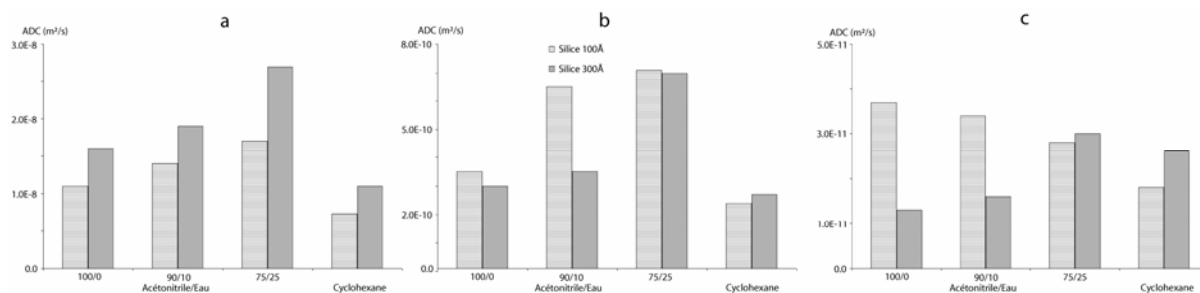 a
ADC (m²/s)
3.0E-8
2.0E-8
1.0E-8
0.0
100/0
90/10
75/25
Acétonitrile/Eau
Cyclohexane
b
ADC (m²/s)
8.0E-10
5.0E-10
2.0E-10
0.0
Silice 100Å
Silice 300Å
100/0
90/10
75/25
Acétonitrile/Eau
Cyclohexane
c
ADC (m²/s)
5.0E-11
3.0E-11
1.0E-11
0.0
100/0
90/10
75/25
Acétonitrile/Eau
Cyclohexane